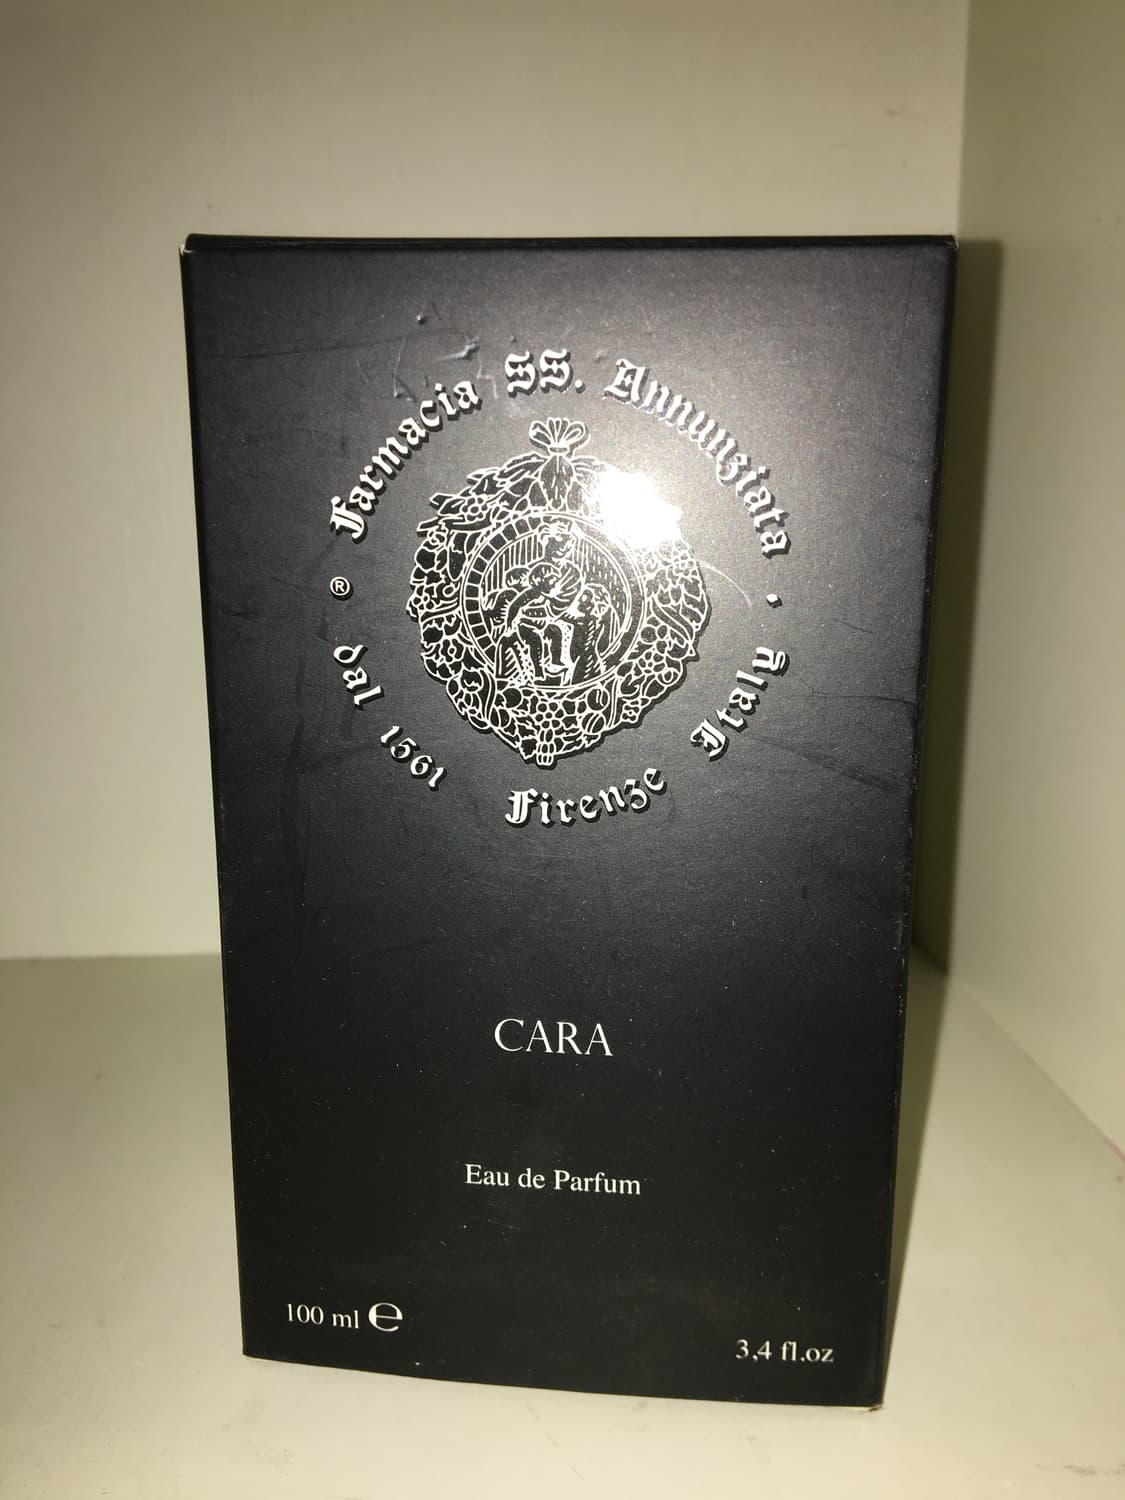 Farmacia SS. Annunziata · Firenze Italy
® dal 1561
CARA
Eau de Parfum
100 ml ℮
3,4 fl.oz